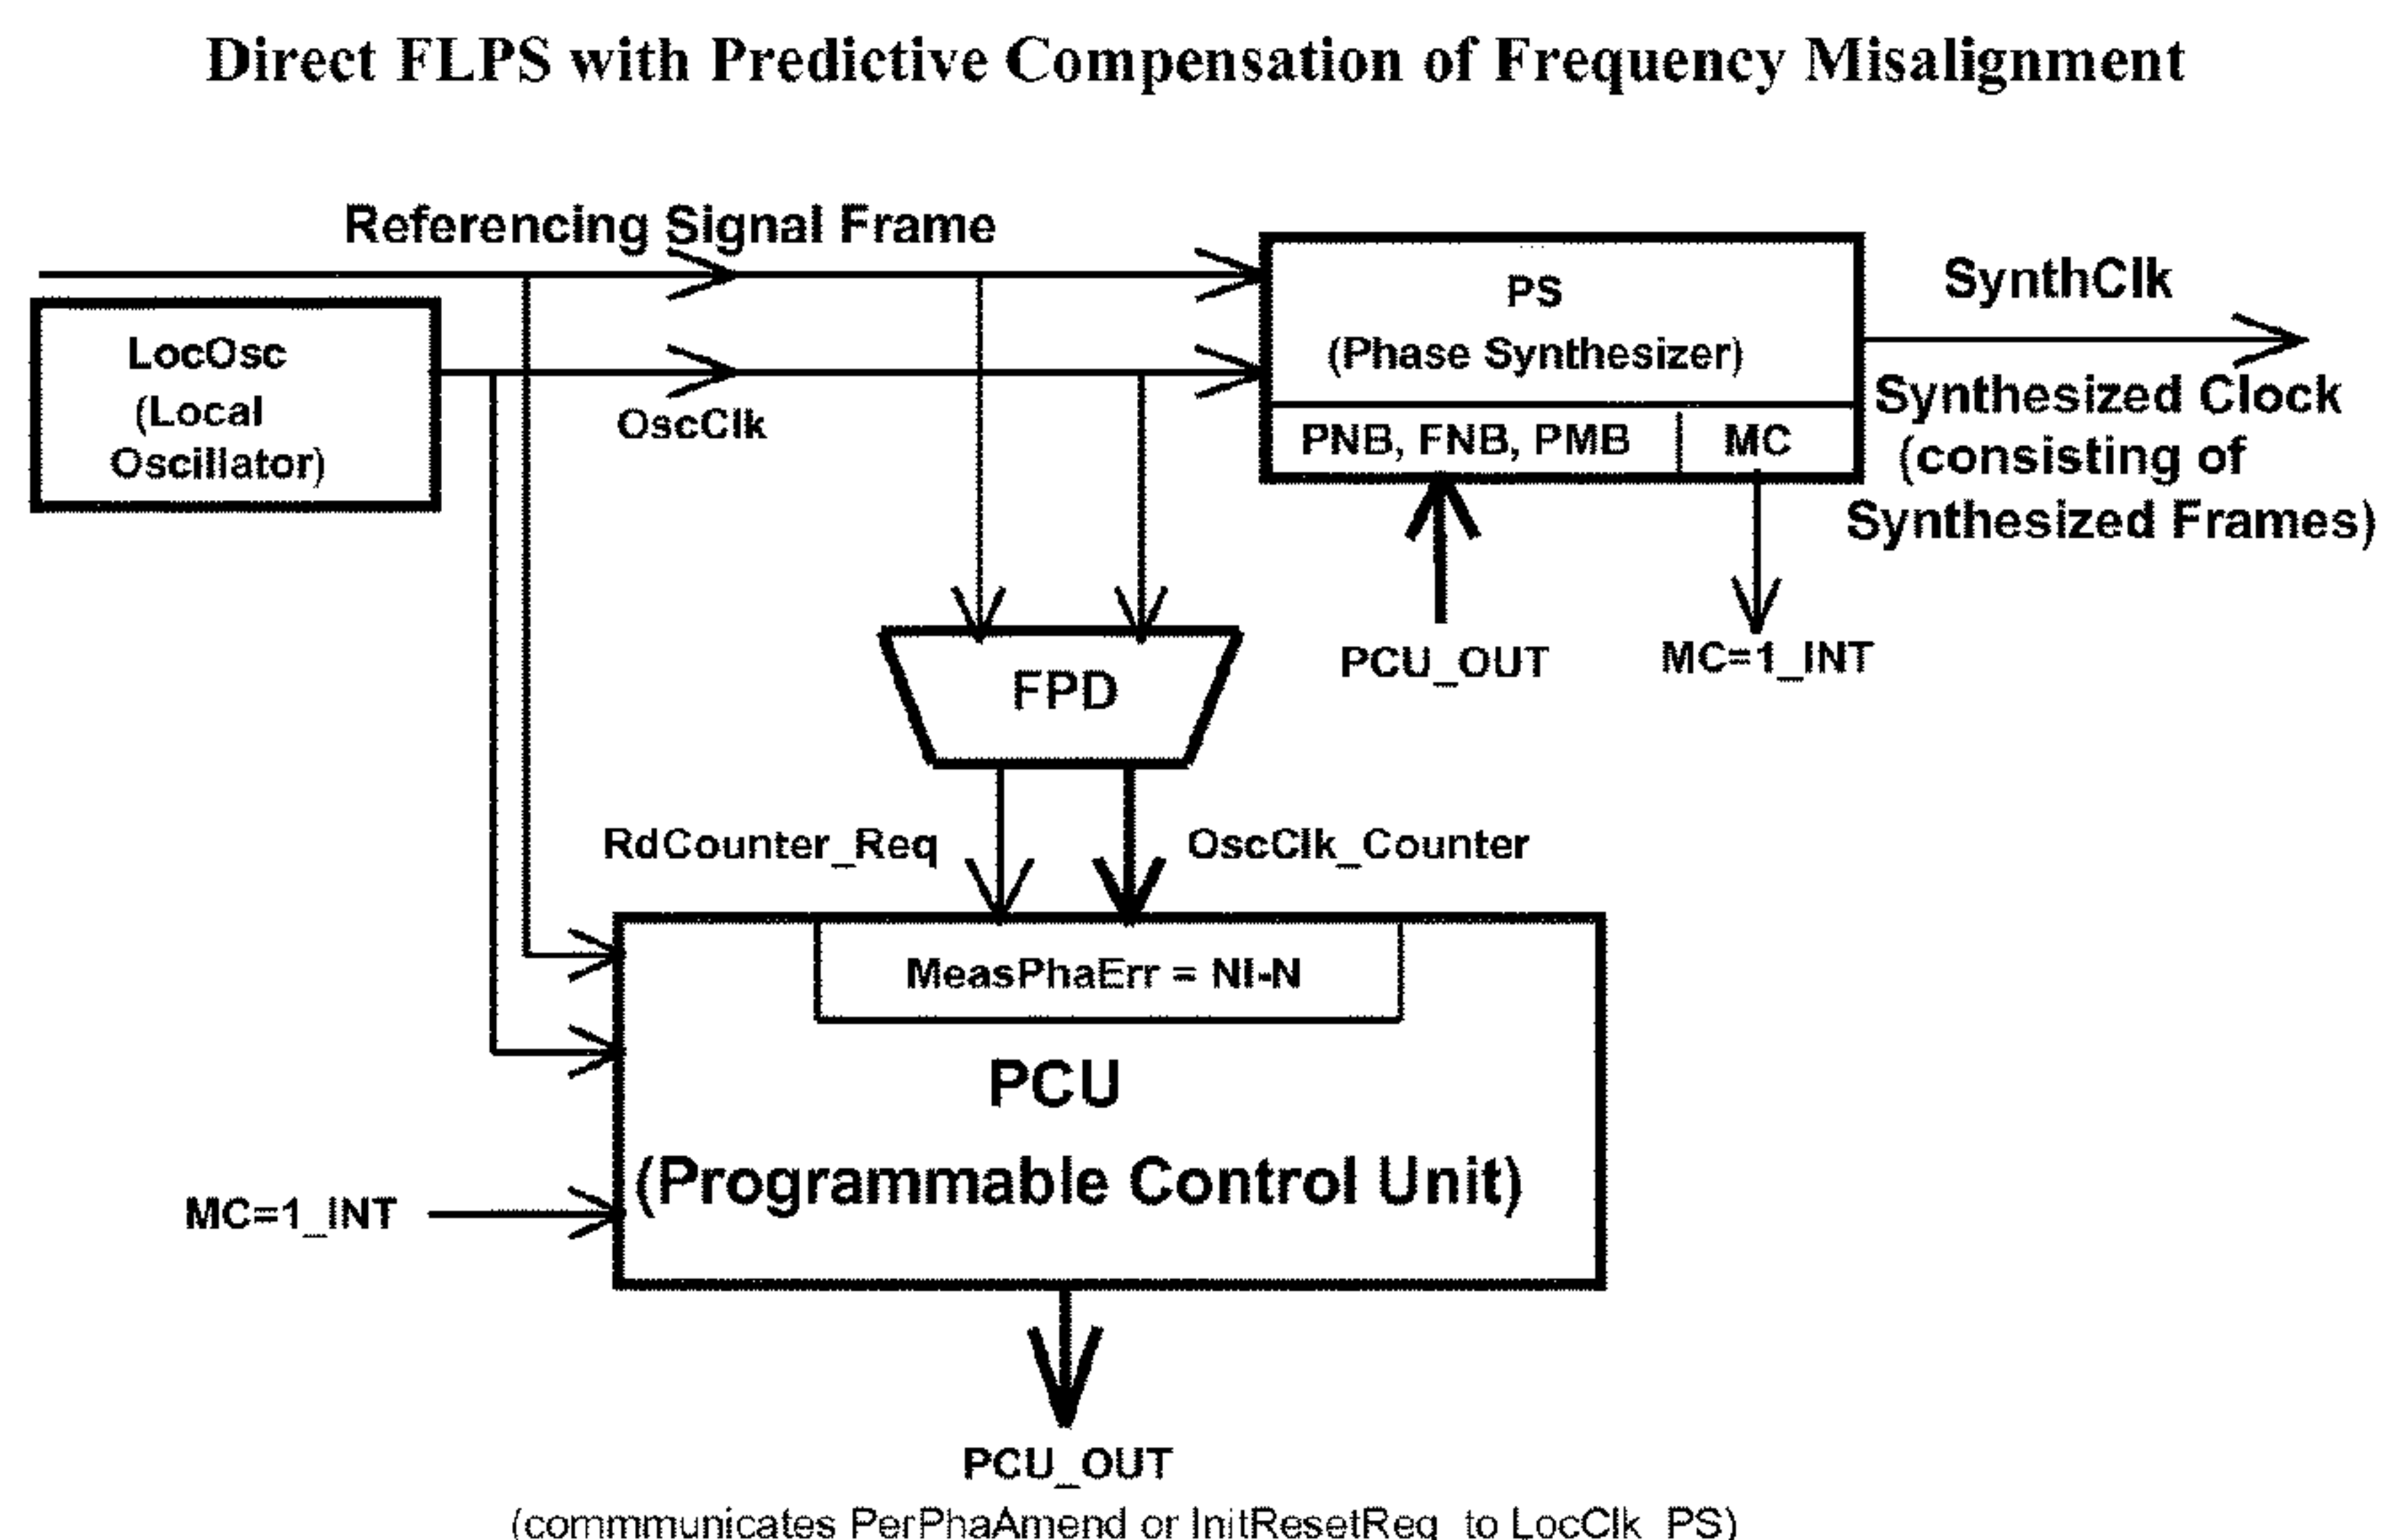 Direct FLPS with Predictive Compensation of Frequency Misalignment
Referencing Signal Frame
LocOsc
(Local
Oscillator)
OscClk
PS
(Phase Synthesizer)
PNB, FNB, PMB
MC
SynthClk
Synthesized Clock
(consisting of
Synthesized Frames)
PCU_OUT
MC=1_INT
FPD
RdCounter_Req
OscClk_Counter
MeasPhaErr = NI-N
PCU
(Programmable Control Unit)
MC=1_INT
PCU_OUT
(commmunicates PerPhaAmend or InitResetReq to LocClk_PS)